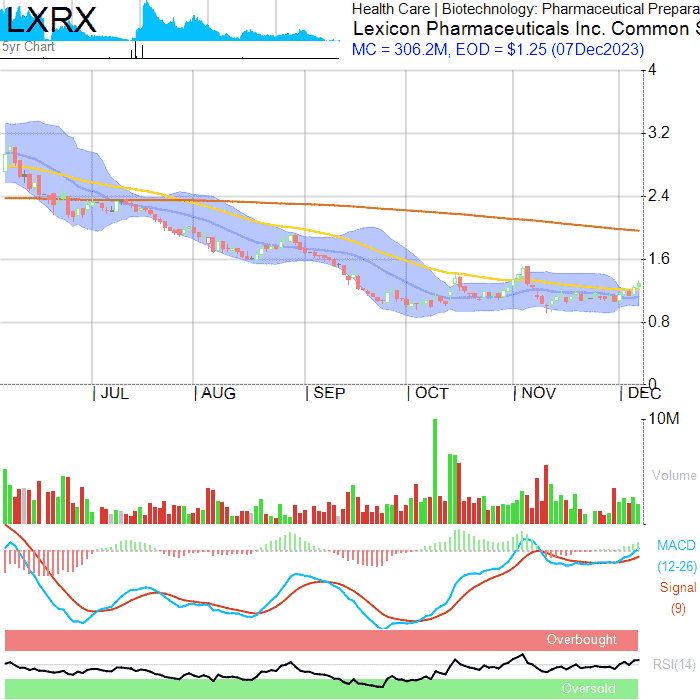 LXRX
5yr Chart
Health Care | Biotechnology: Pharmaceutical Prepara
Lexicon Pharmaceuticals Inc. Common S
MC = 306.2M, EOD = $1.25 (07Dec2023)
4
3.2
2.4
1.6
0.8
0
JUL AUG SEP OCT NOV DEC
10M
Volume
MACD
(12-26)
Signal
(9)
Overbought
RSI(14)
Oversold